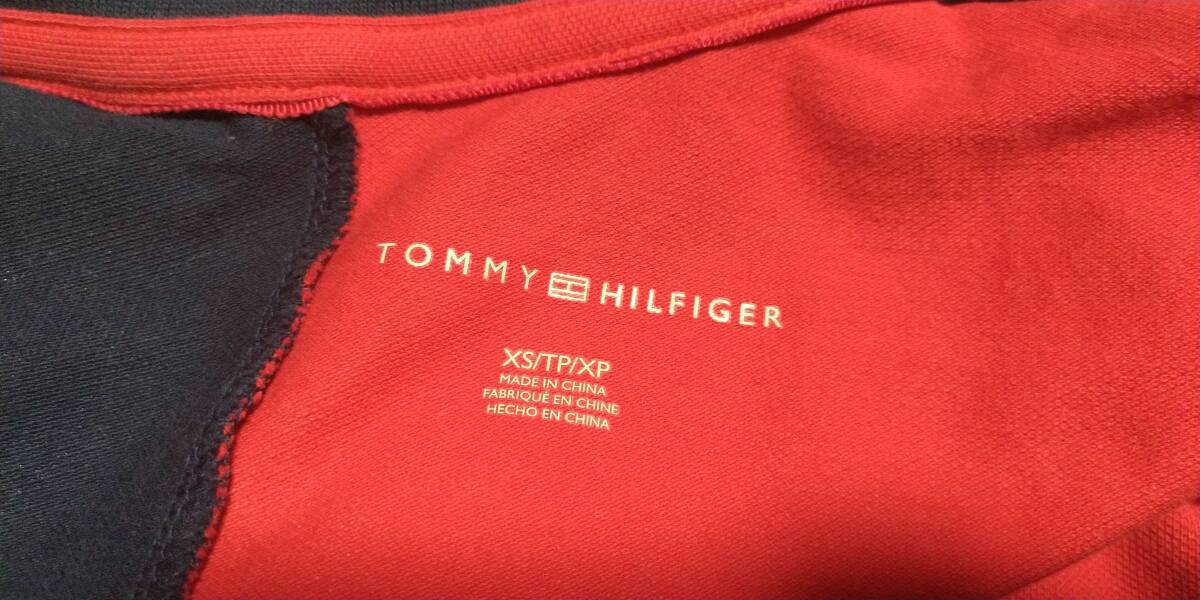 TOMMY HILFIGER
XS/TP/XP
MADE IN CHINA
FABRIQUÉ EN CHINE
HECHO EN CHINA